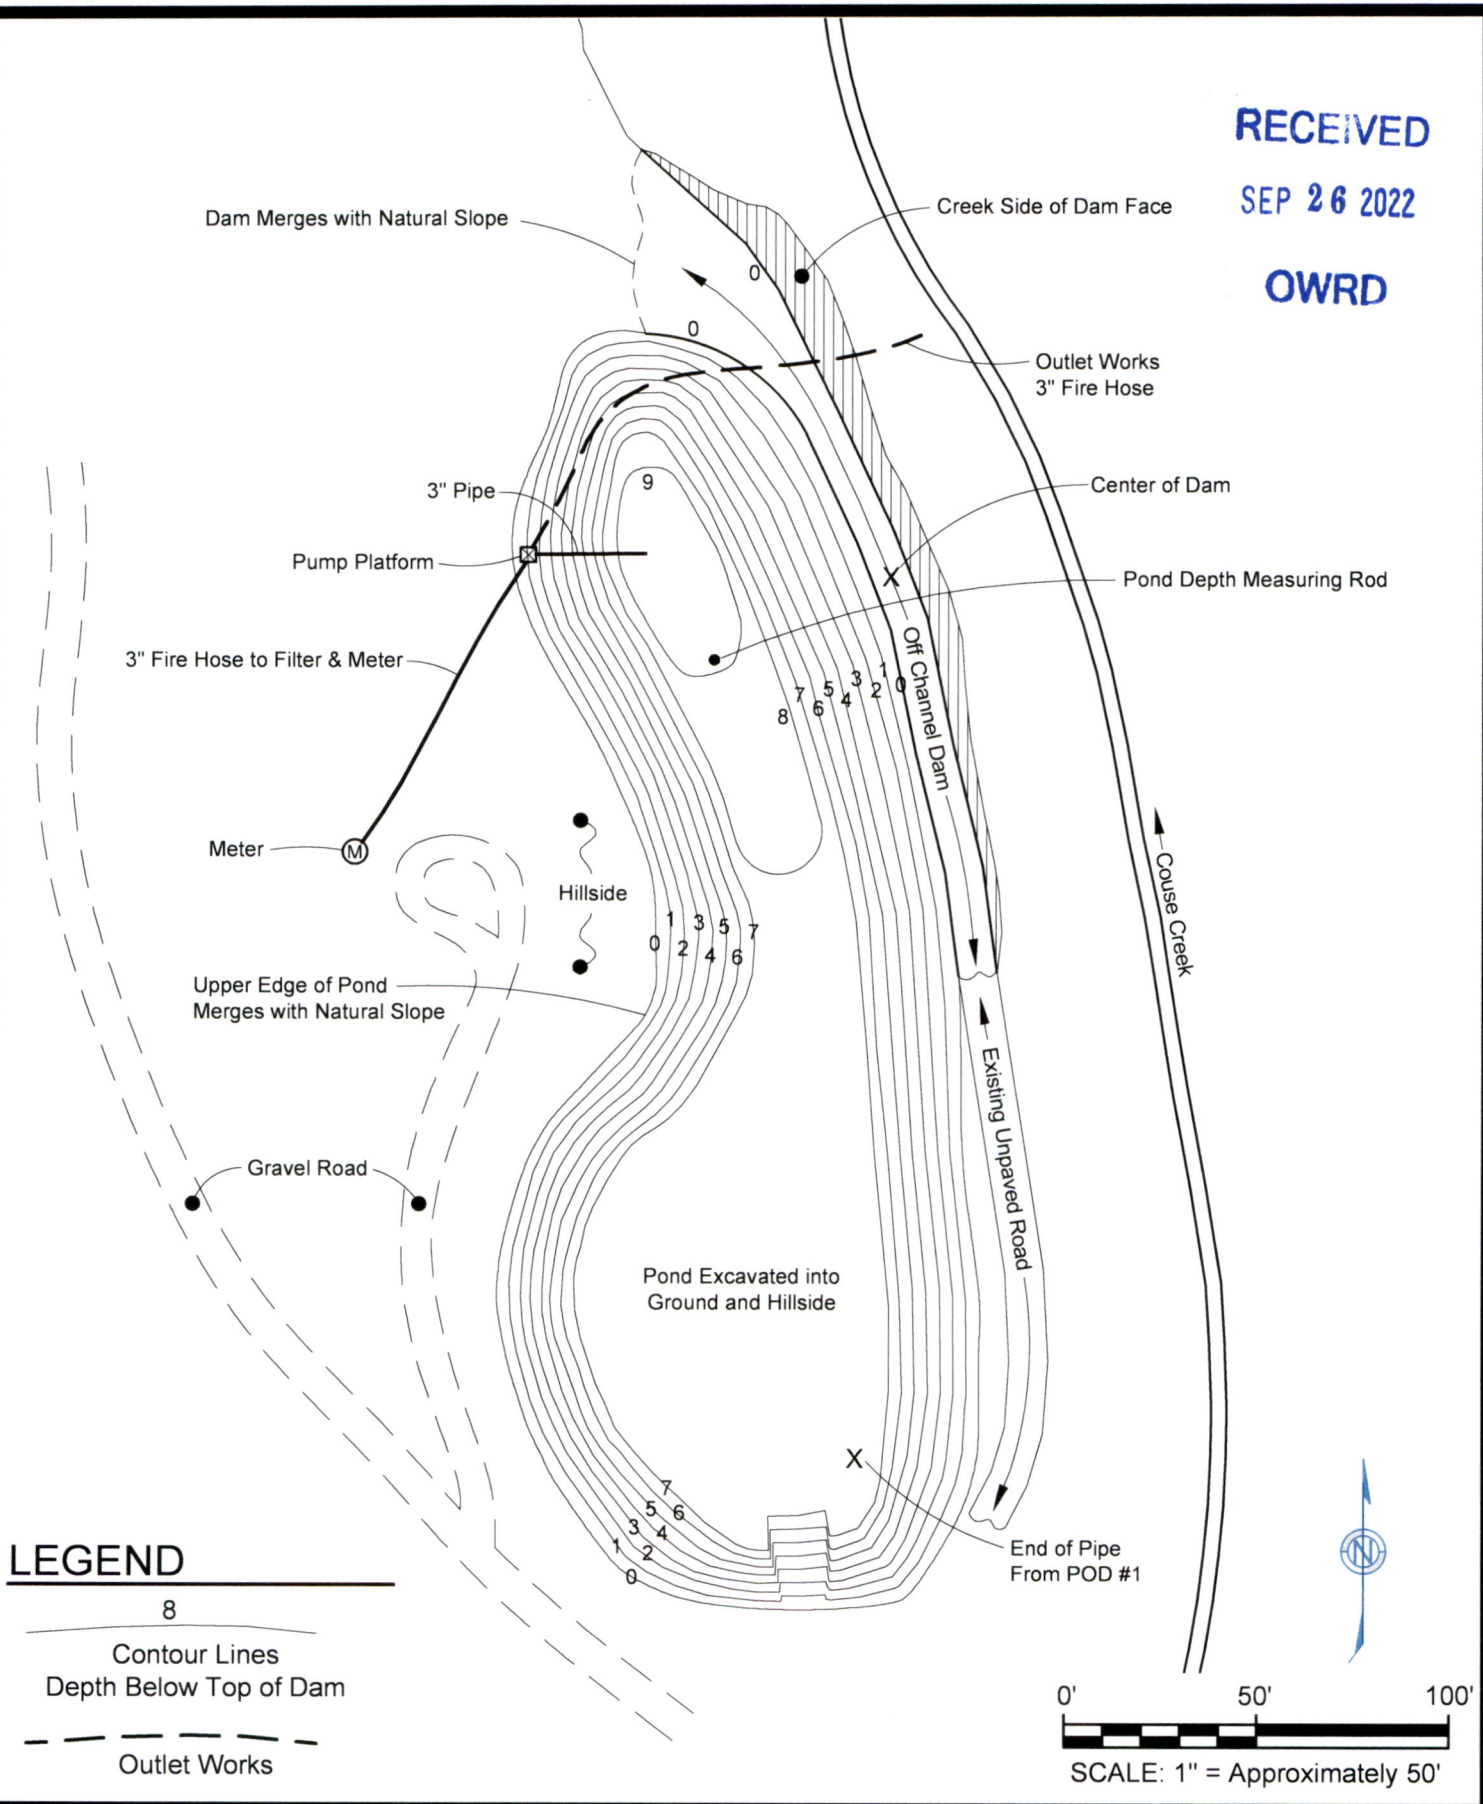 RECEIVED
SEP 26 2022
OWRD
Dam Merges with Natural Slope
Creek Side of Dam Face
0
0
Outlet Works
3" Fire Hose
9
3" Pipe
Center of Dam
Pump Platform
Pond Depth Measuring Rod
3" Fire Hose to Filter & Meter
Off Channel Dam
8 7 6 5 4 3 2 1 0
Meter
M
Hillside
Couse Creek
0 1 2 3 4 5 6 7
Upper Edge of Pond
Merges with Natural Slope
Existing Unpaved Road
Gravel Road
Pond Excavated into
Ground and Hillside
X
X
7
5 6
3 4
1 2
0
End of Pipe
From POD #1
N
LEGEND
8
Contour Lines
Depth Below Top of Dam
Outlet Works
0' 50' 100'
SCALE: 1" = Approximately 50'